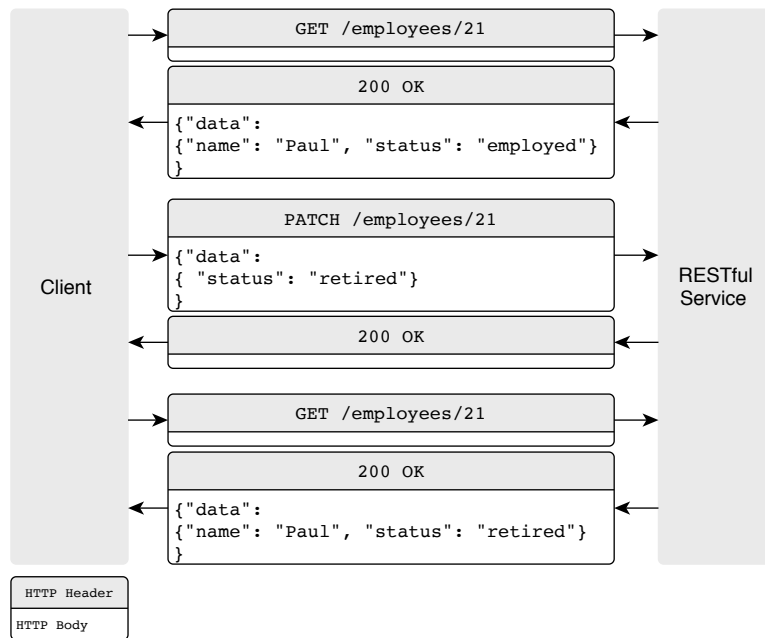 GET /employees/21
200 OK
{"data":
{"name": "Paul", "status": "employed"}
}
PATCH /employees/21
{"data":
{ "status": "retired"}
}
Client
RESTful
Service
200 OK
GET /employees/21
200 OK
{"data":
{"name": "Paul", "status": "retired"}
}
HTTP Header
HTTP Body